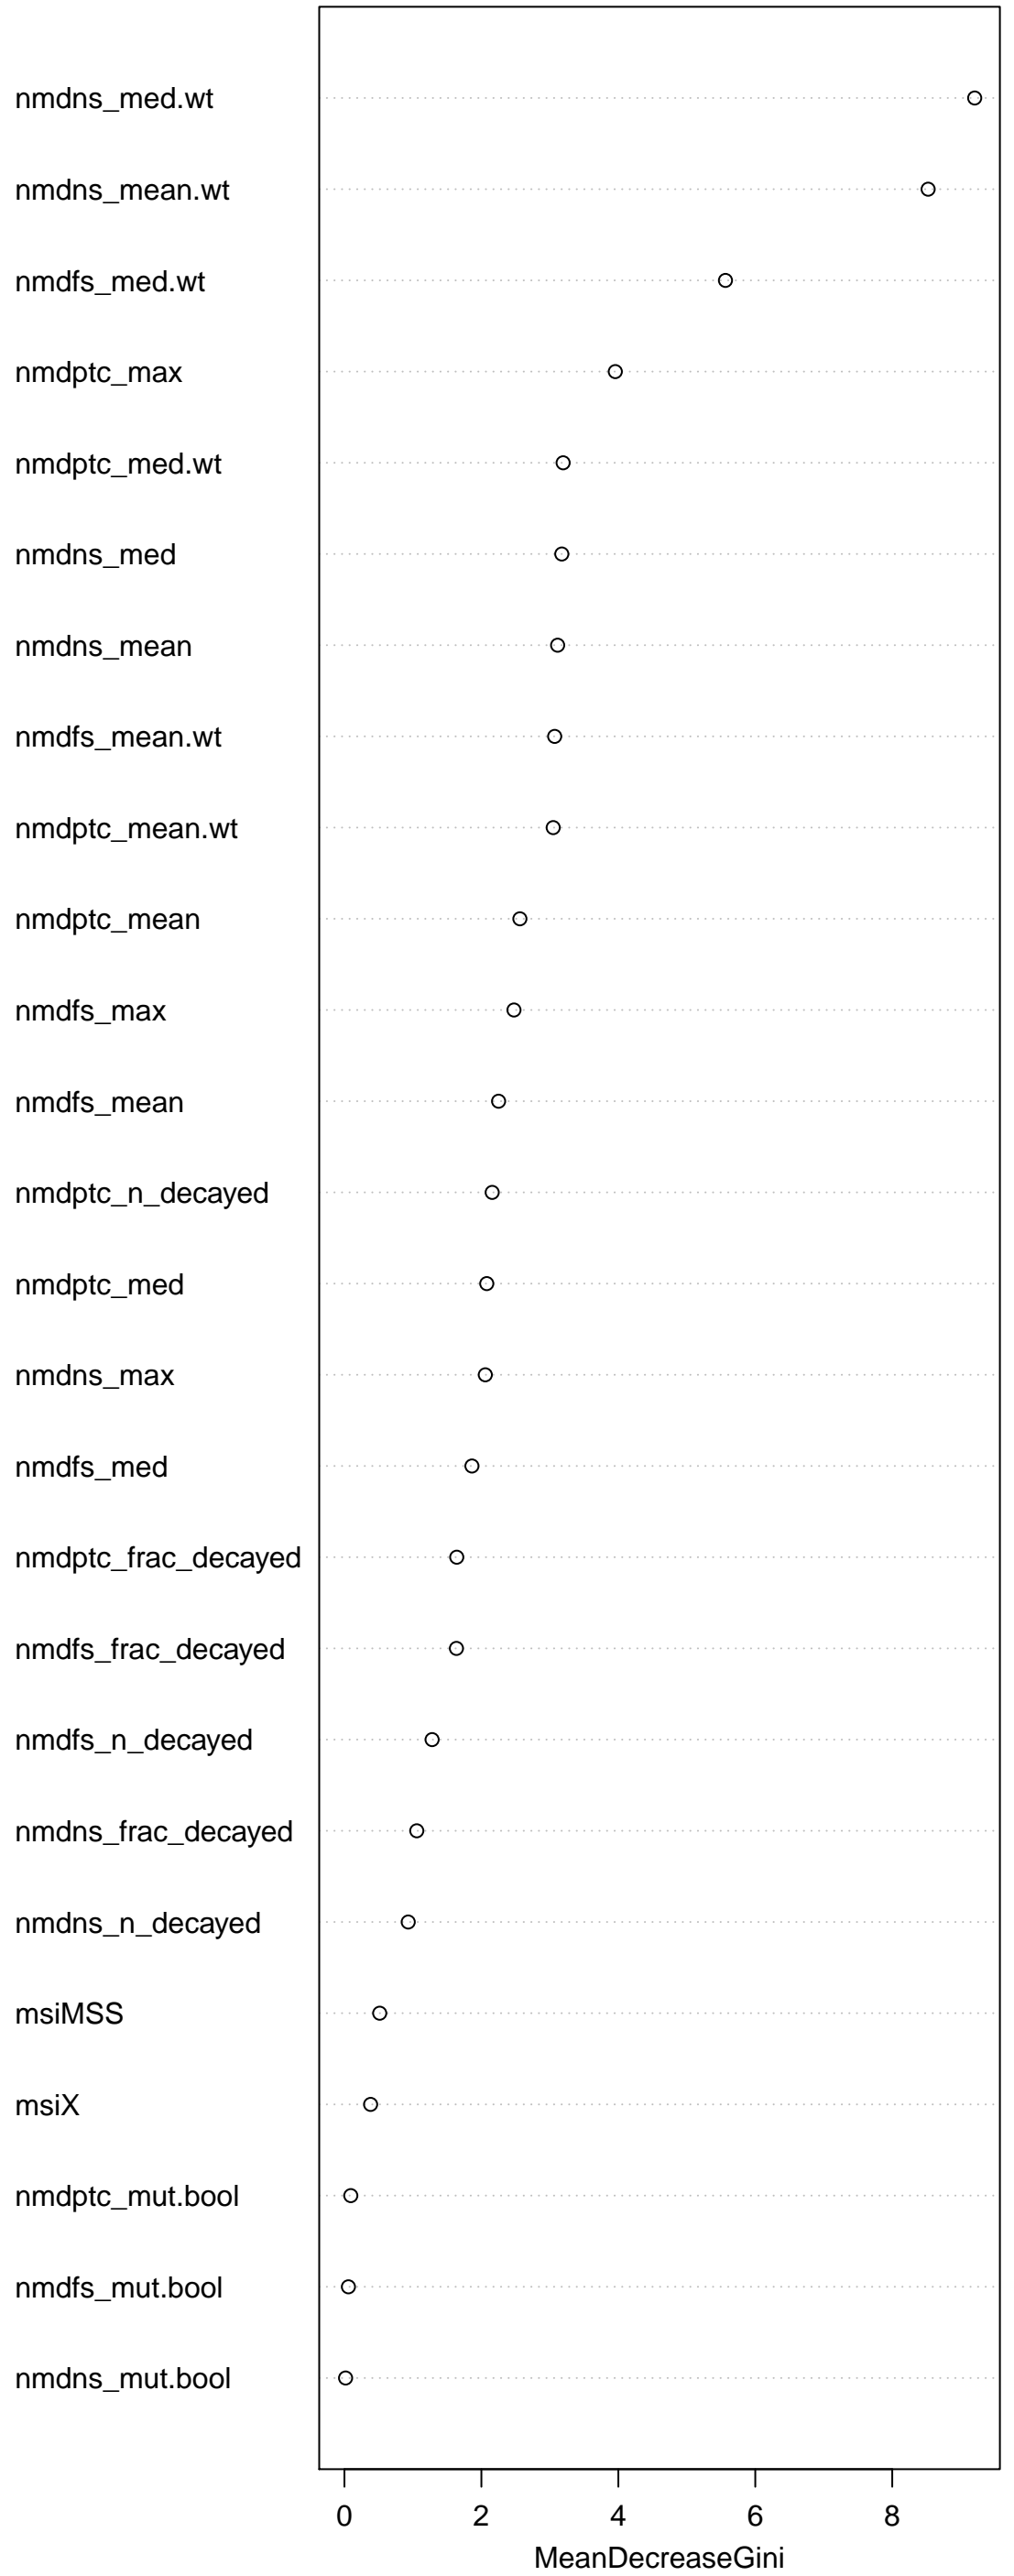 nmdns_med.wt
nmdns_mean.wt
nmdfs_med.wt
nmdptc_max
nmdptc_med.wt
nmdns_med
nmdns_mean
nmdfs_mean.wt
nmdptc_mean.wt
nmdptc_mean
nmdfs_max
nmdfs_mean
nmdptc_n_decayed
nmdptc_med
nmdns_max
nmdfs_med
nmdptc_frac_decayed
nmdfs_frac_decayed
nmdfs_n_decayed
nmdns_frac_decayed
nmdns_n_decayed
msiMSS
msiX
nmdptc_mut.bool
nmdfs_mut.bool
nmdns_mut.bool
0 2 4 6 8
MeanDecreaseGini